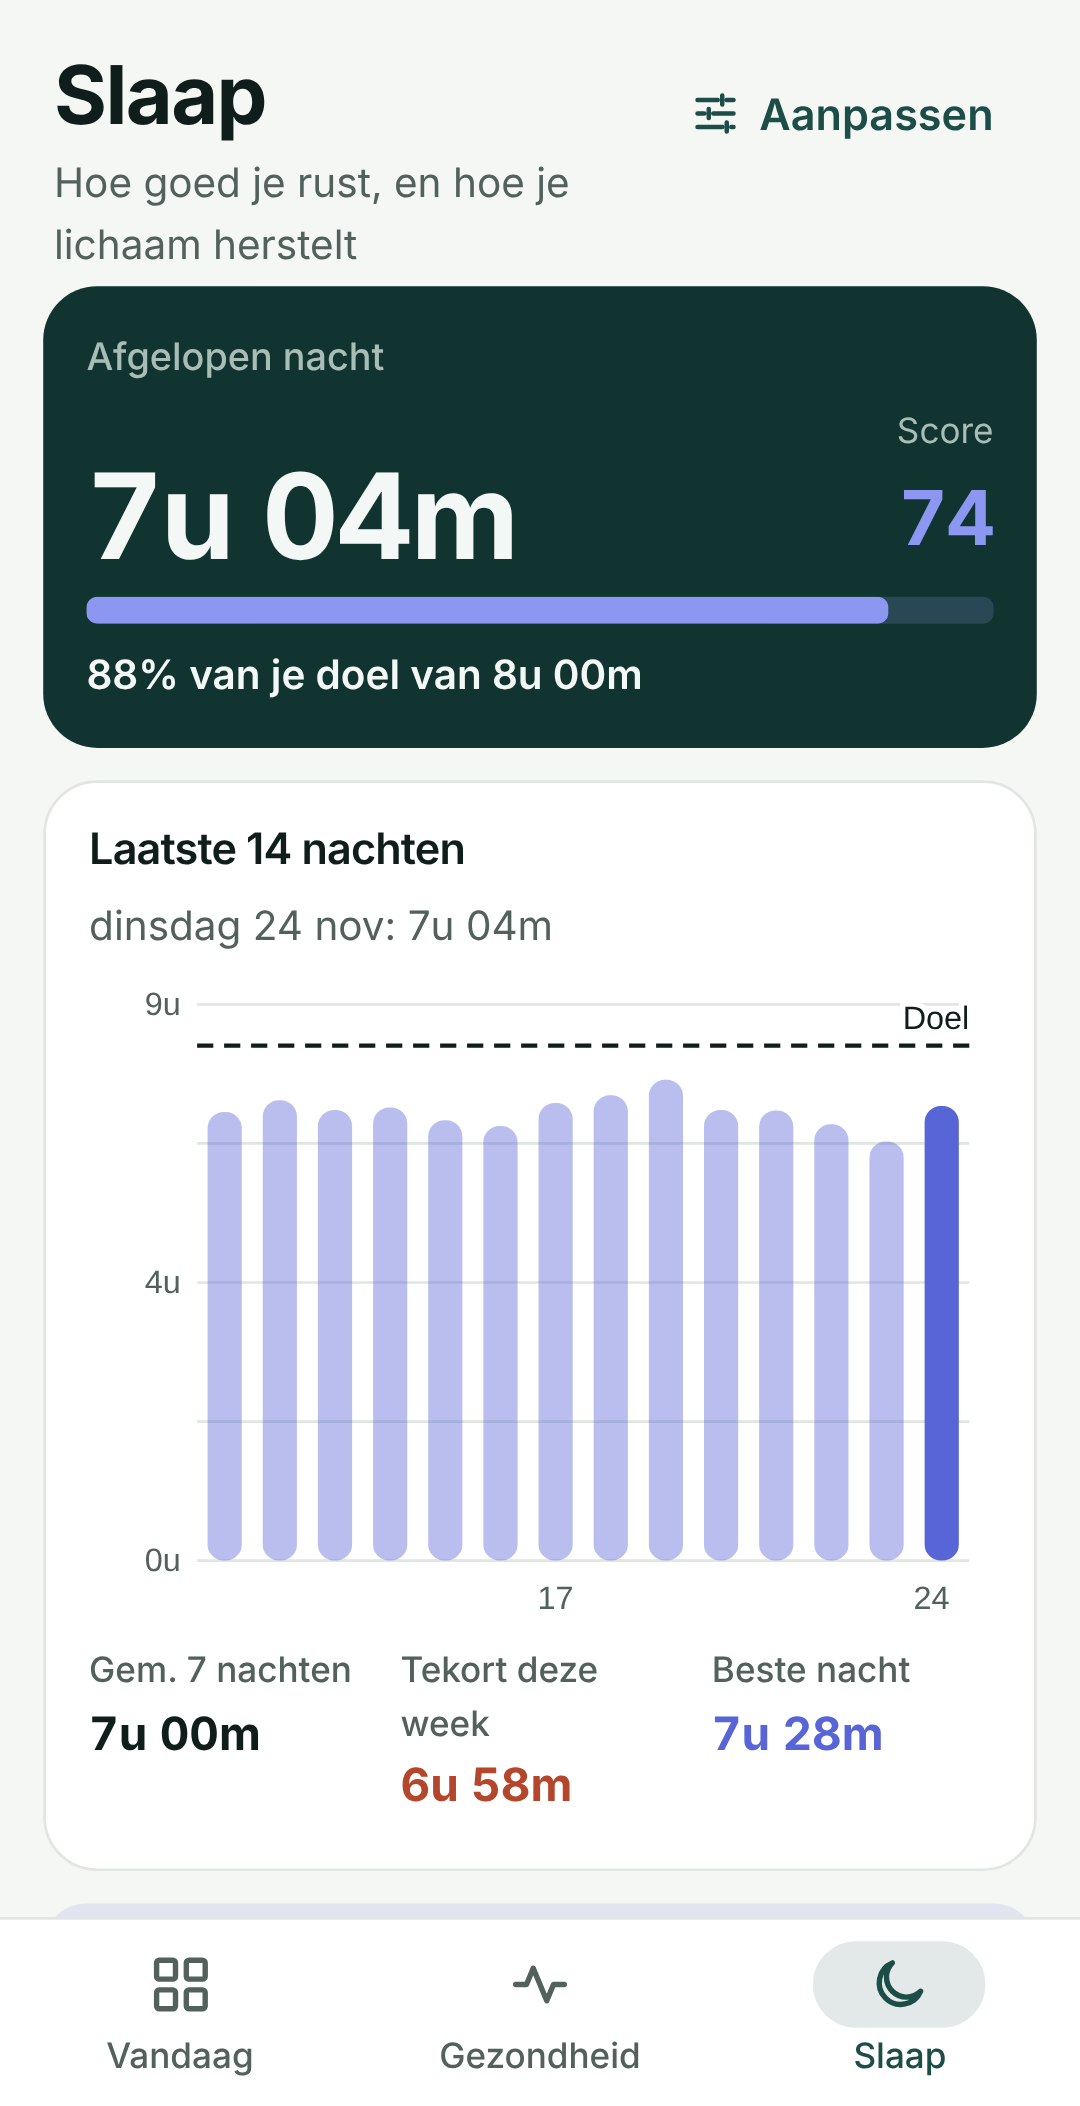 Slaap
Aanpassen
Hoe goed je rust, en hoe je
lichaam herstelt
Afgelopen nacht
Score
7u 04m
74
88% van je doel van 8u 00m
Laatste 14 nachten
dinsdag 24 nov: 7u 04m
9u
Doel
4u
0u
17
24
Gem. 7 nachten
7u 00m
Tekort deze
week
6u 58m
Beste nacht
7u 28m
Vandaag
Gezondheid
Slaap